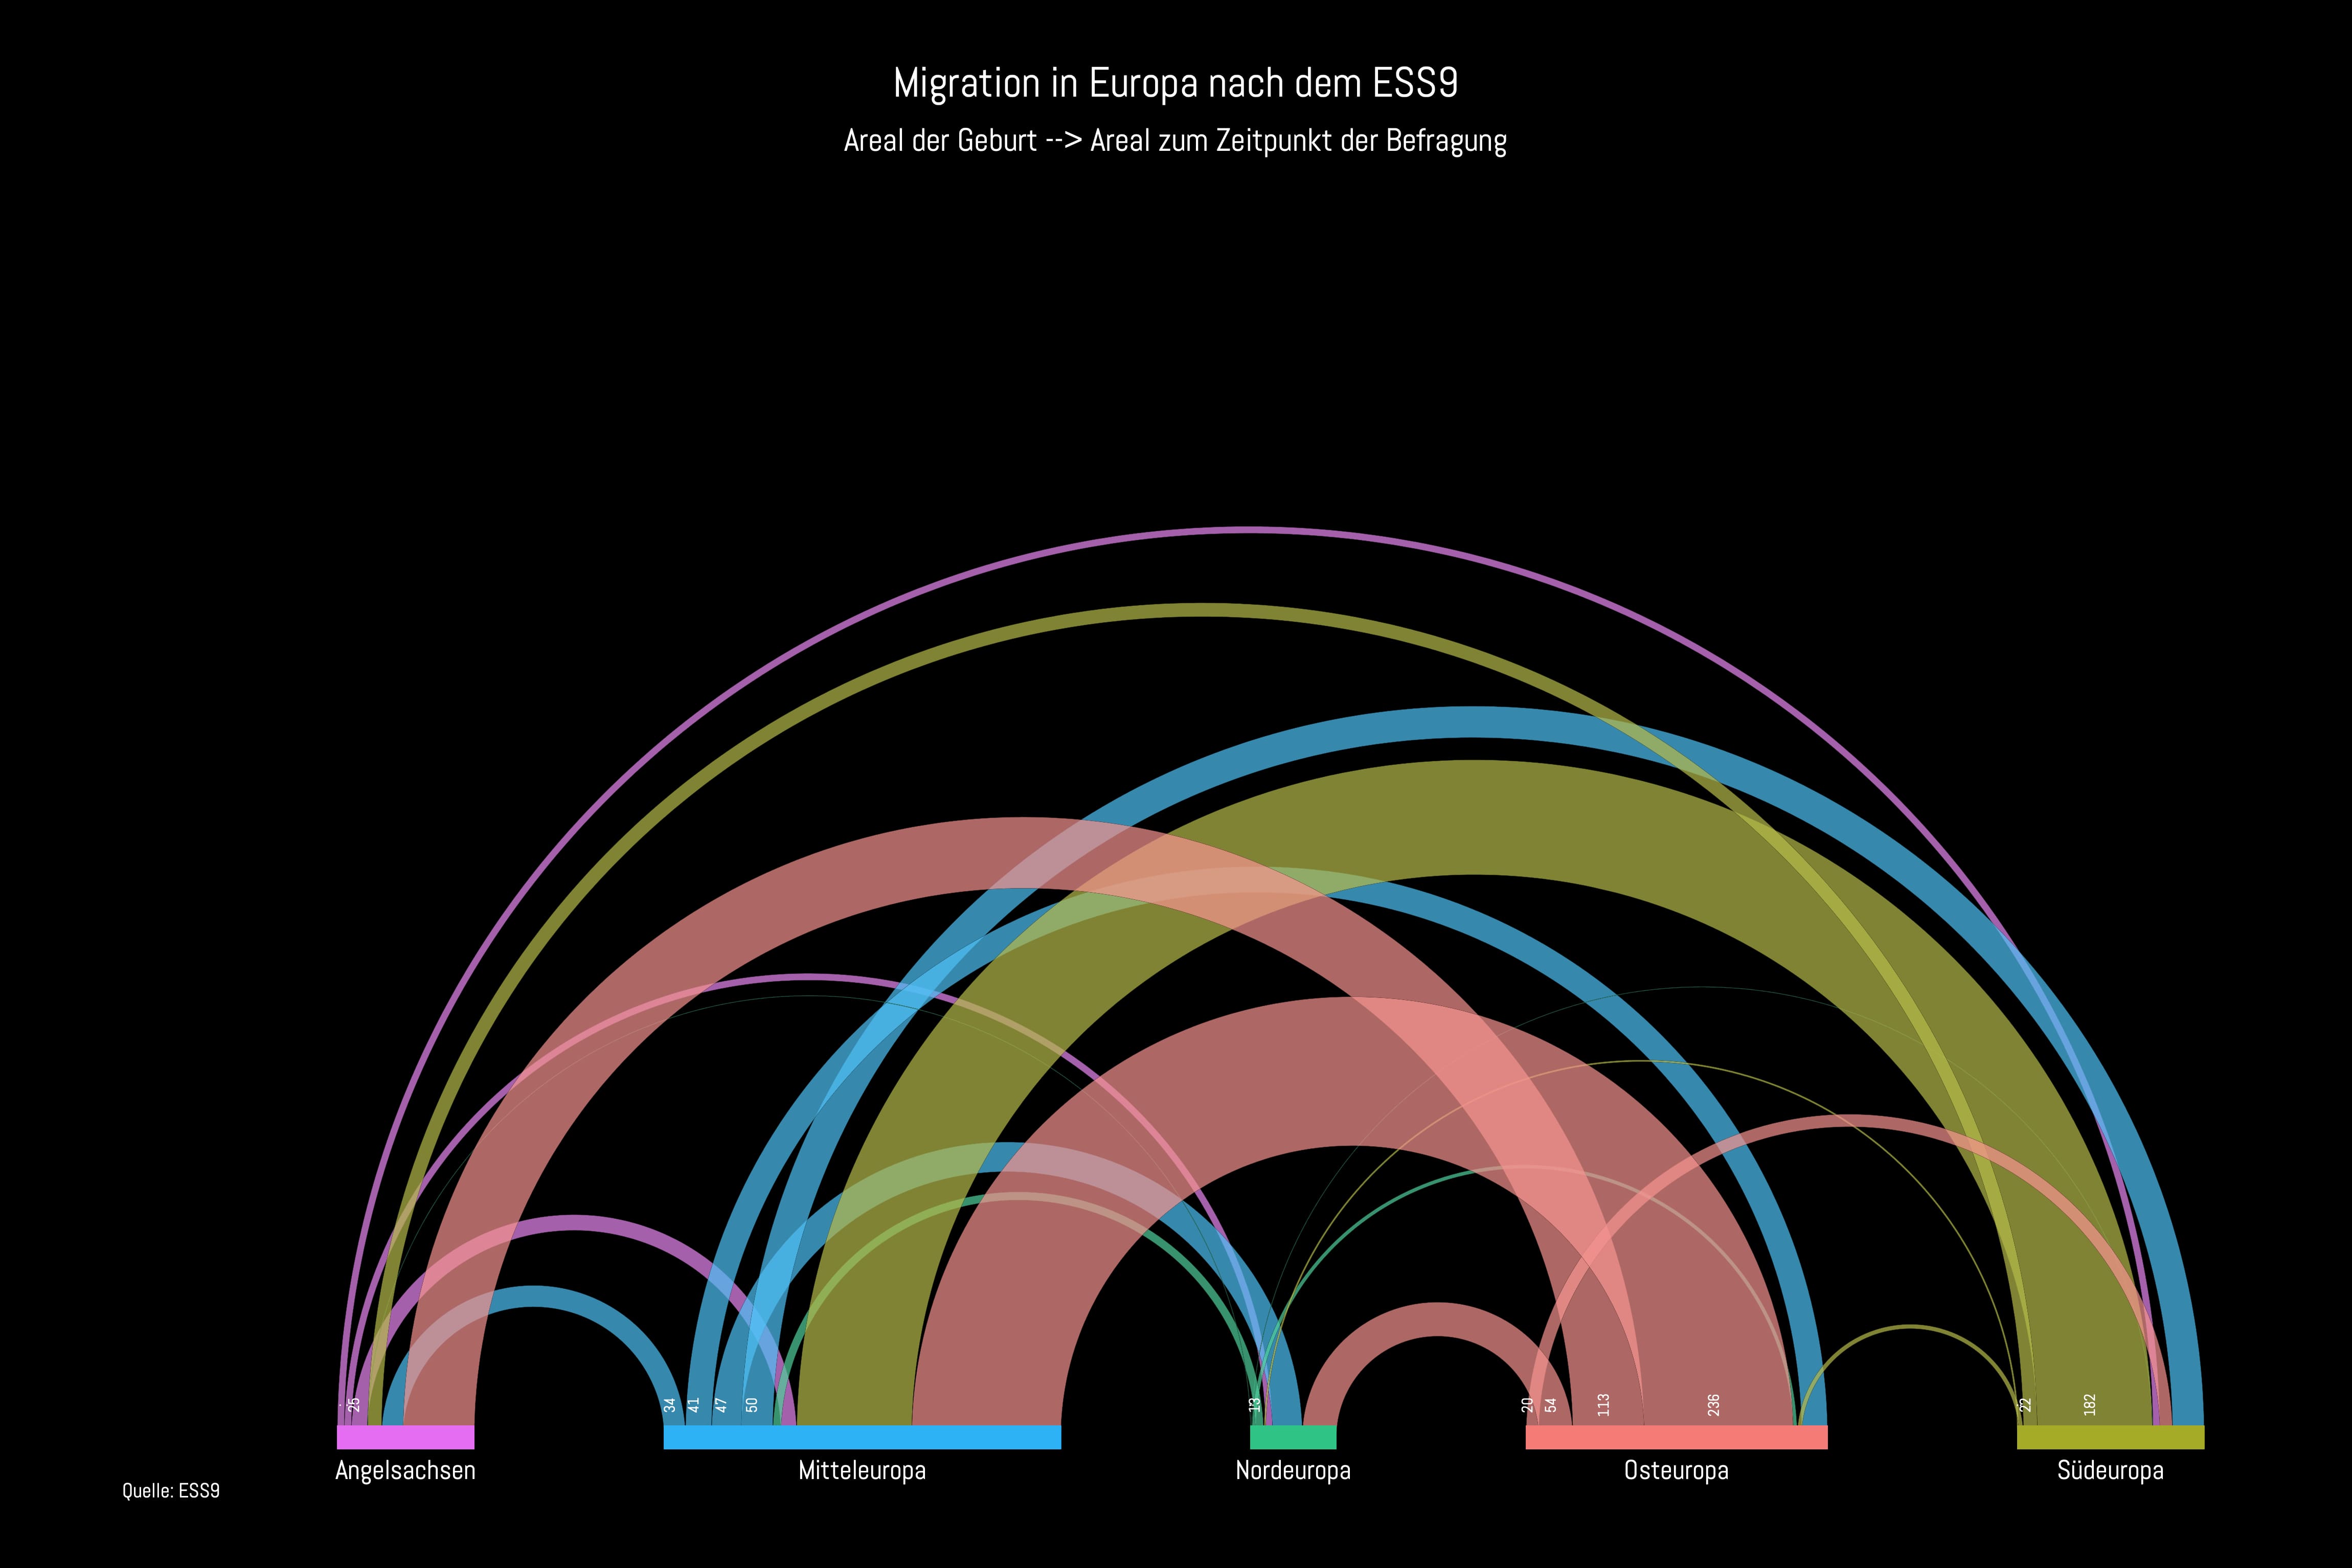 Migration in Europa nach dem ESS9
Areal der Geburt --> Areal zum Zeitpunkt der Befragung
25
34
41
47
50
13
20
54
113
236
22
182
Angelsachsen
Mitteleuropa
Nordeuropa
Osteuropa
Südeuropa
Quelle: ESS9